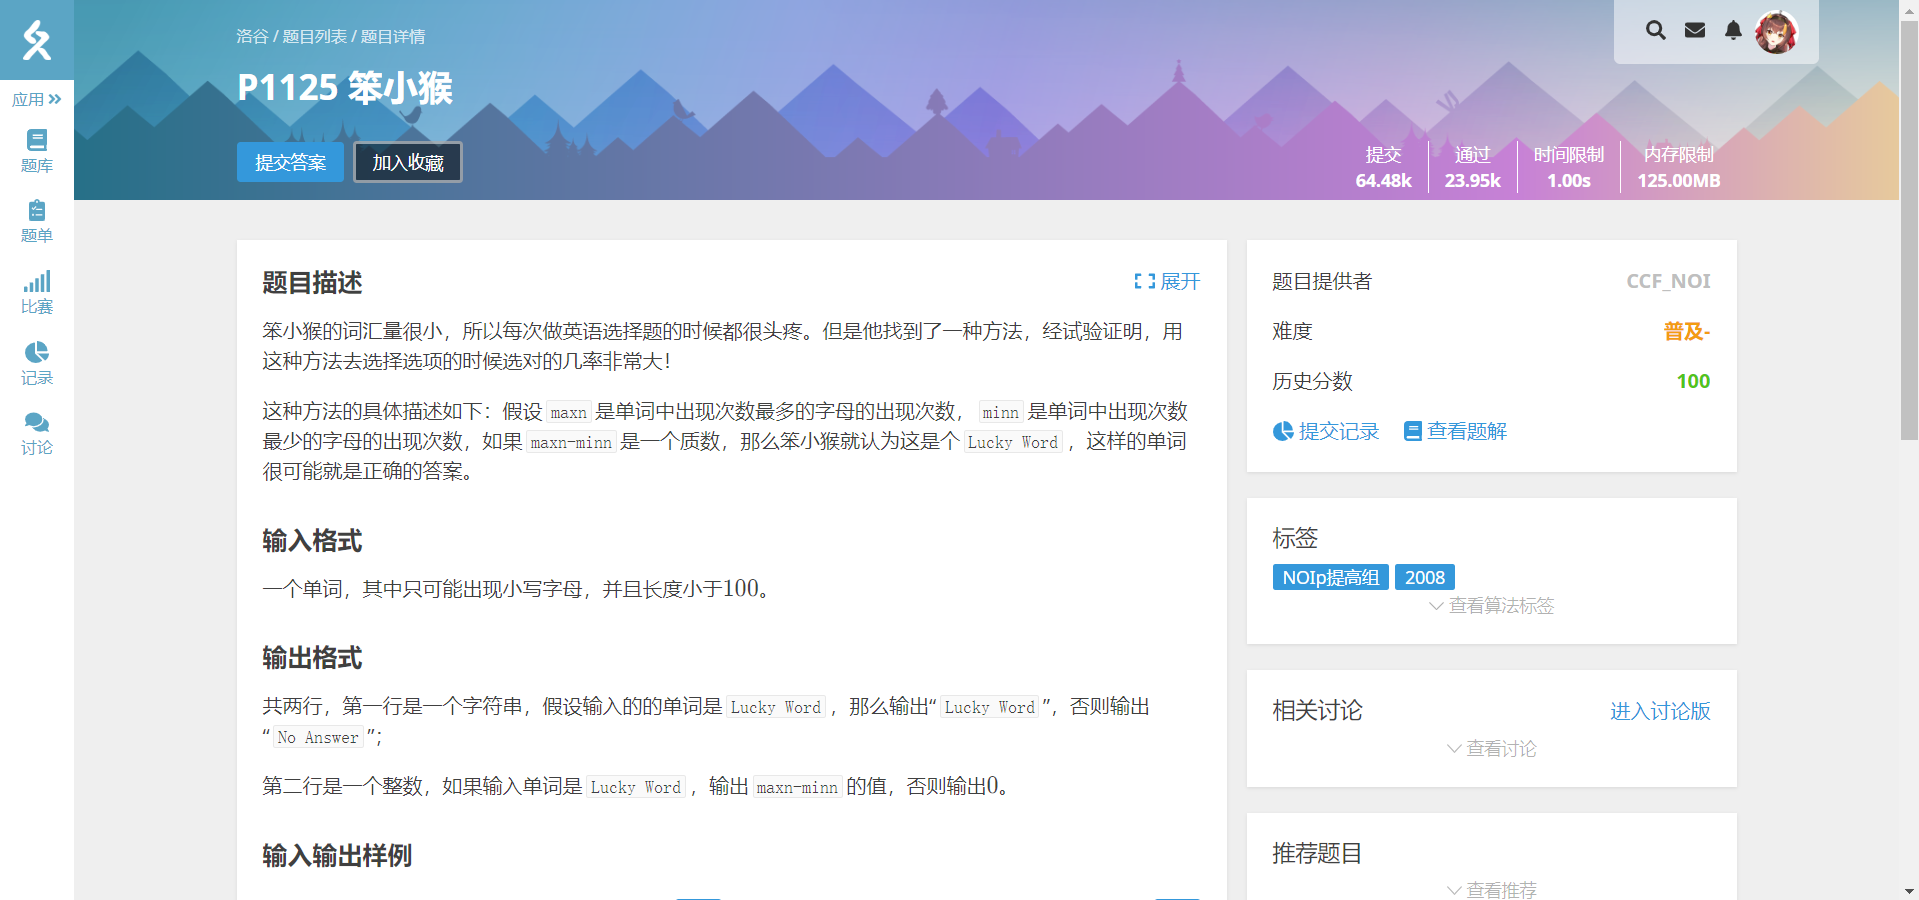 洛谷 / 题目列表 / 题目详情
P1125 笨小猴
提交答案
加入收藏
提交
64.48k
通过
23.95k
时间限制
1.00s
内存限制
125.00MB
应用
题库
题单
比赛
记录
讨论
题目描述
展开
笨小猴的词汇量很小，所以每次做英语选择题的时候都很头疼。但是他找到了一种方法，经试验证明，用
这种方法去选择选项的时候选对的几率非常大！
这种方法的具体描述如下：假设 maxn 是单词中出现次数最多的字母的出现次数， minn 是单词中出现次数
最少的字母的出现次数，如果 maxn-minn 是一个质数，那么笨小猴就认为这是个 Lucky Word ，这样的单词
很可能就是正确的答案。
输入格式
一个单词，其中只可能出现小写字母，并且长度小于100。
输出格式
共两行，第一行是一个字符串，假设输入的的单词是 Lucky Word ，那么输出“ Lucky Word ”，否则输出
“ No Answer ”；
第二行是一个整数，如果输入单词是 Lucky Word ，输出 maxn-minn 的值，否则输出0。
输入输出样例
题目提供者
CCF_NOI
难度
普及-
历史分数
100
提交记录
查看题解
标签
NOIp提高组
2008
查看算法标签
相关讨论
进入讨论版
查看讨论
推荐题目
查看推荐